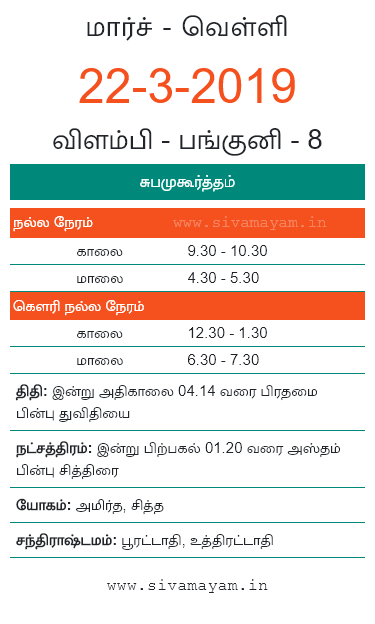 மார்ச் - வெள்ளி
22-3-2019
விளம்பி - பங்குனி - 8
சுபமுகூர்த்தம்
நல்ல நேரம் www.sivamayam.in
காலை 9.30 - 10.30
மாலை 4.30 - 5.30
கௌரி நல்ல நேரம்
காலை 12.30 - 1.30
மாலை 6.30 - 7.30
திதி: இன்று அதிகாலை 04.14 வரை பிரதமை
பின்பு துவிதியை
நட்சத்திரம்: இன்று பிற்பகல் 01.20 வரை அஸ்தம்
பின்பு சித்திரை
யோகம்: அமிர்த, சித்த
சந்திராஷ்டமம்: பூரட்டாதி, உத்திரட்டாதி
www.sivamayam.in